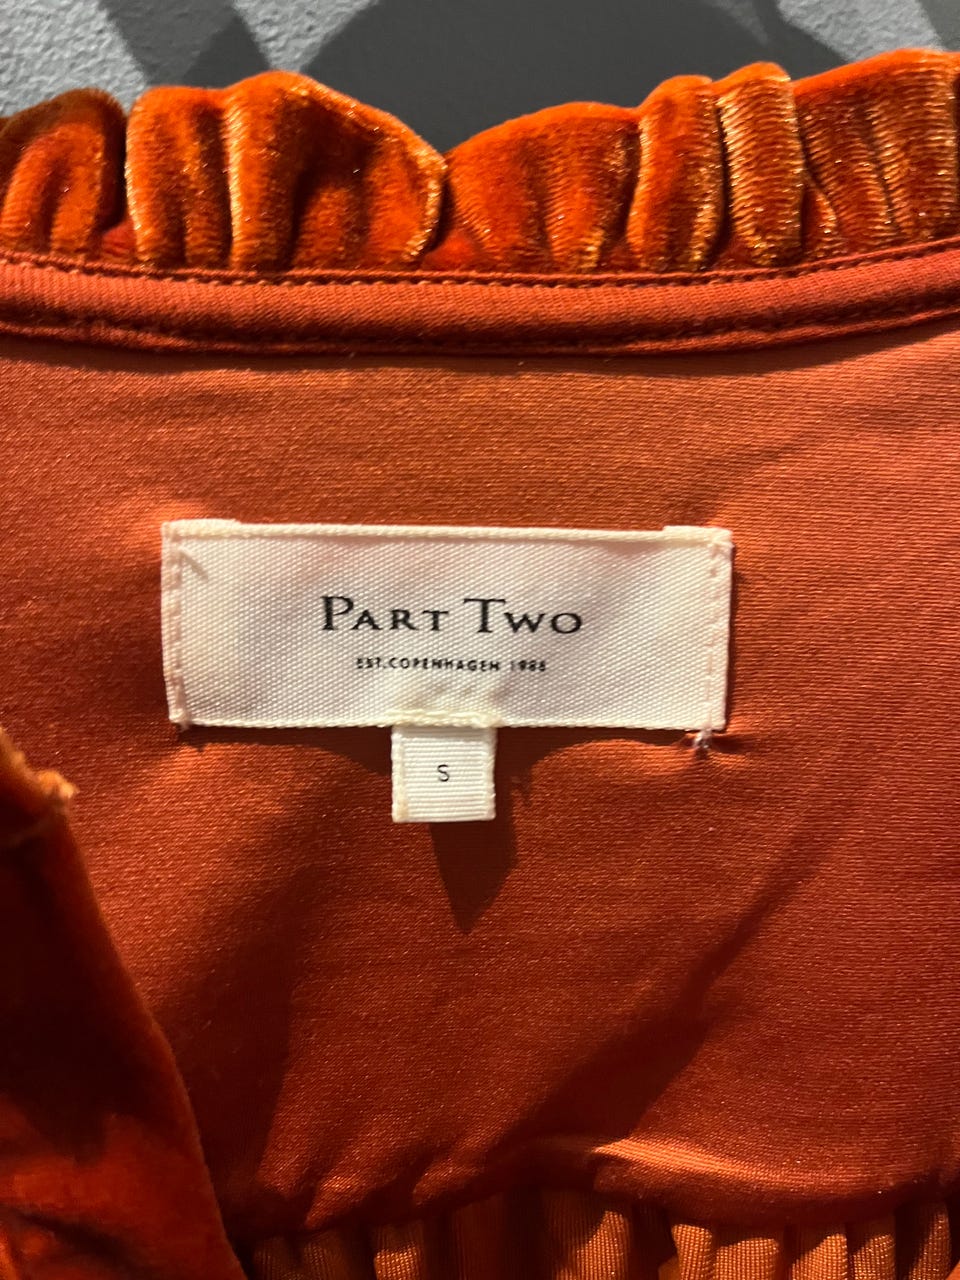 PART TWO
EST. COPENHAGEN 1986
S